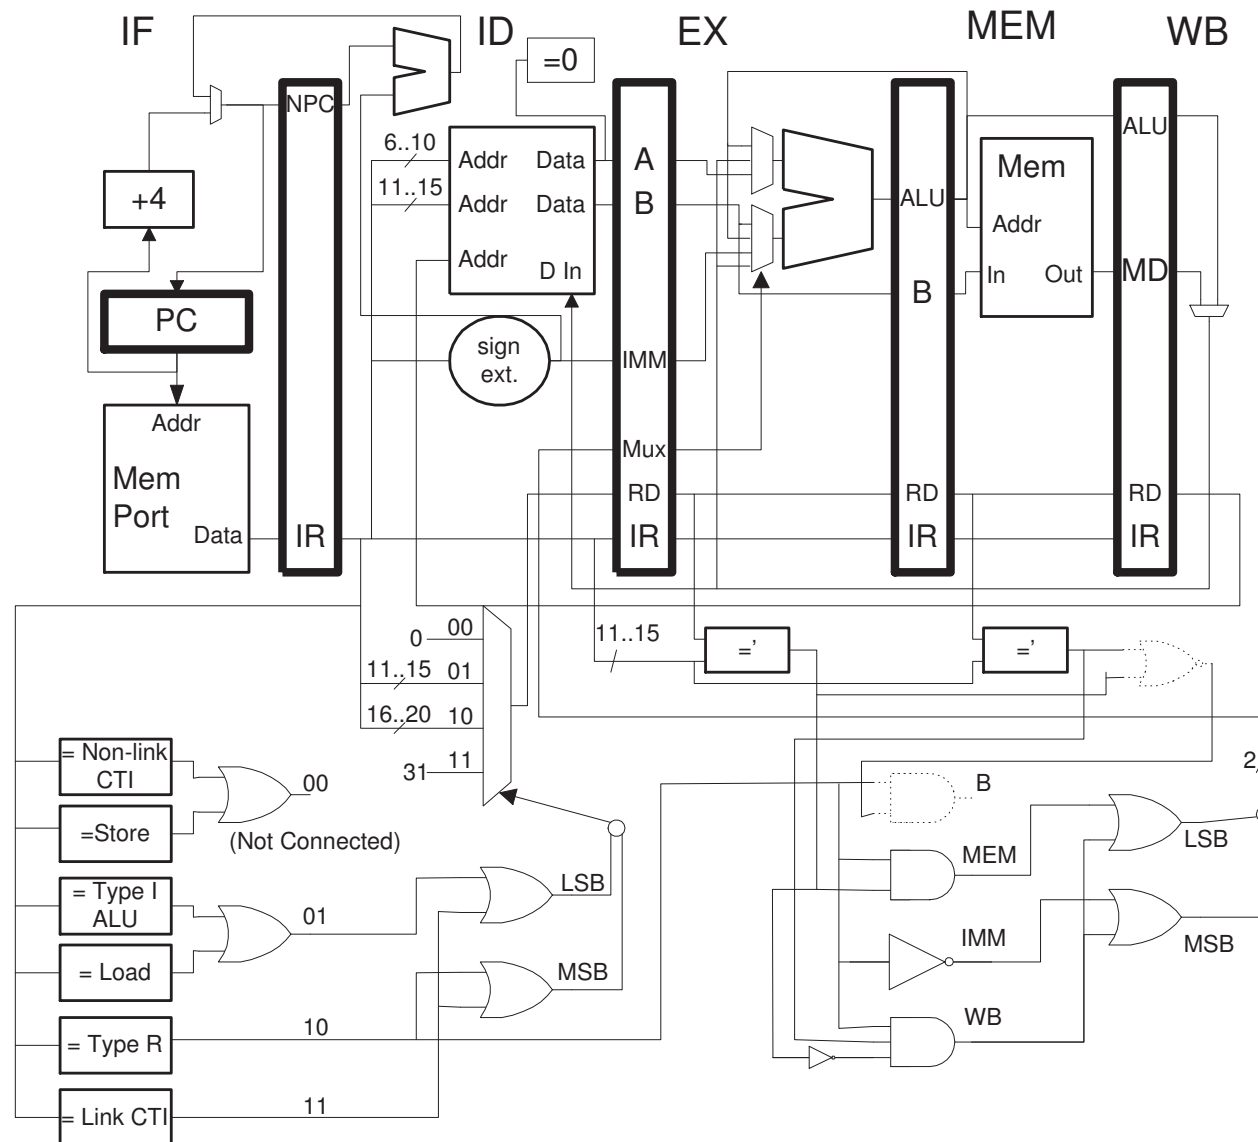 IF
ID
EX
MEM
WB
=0
NPC
+4
PC
Addr
Mem
Port
Data
IR
6..10
11..15
Addr
Data
Addr
Data
Addr
D In
sign
ext.
A
B
IMM
Mux
RD
IR
ALU
B
RD
IR
Mem
Addr
In
Out
ALU
MD
RD
IR
0
00
11..15
01
16..20
10
31
11
11..15
='
='
= Non-link
CTI
=Store
00
(Not Connected)
= Type I
ALU
= Load
01
= Type R
10
= Link CTI
11
LSB
MSB
B
MEM
IMM
WB
2
LSB
MSB